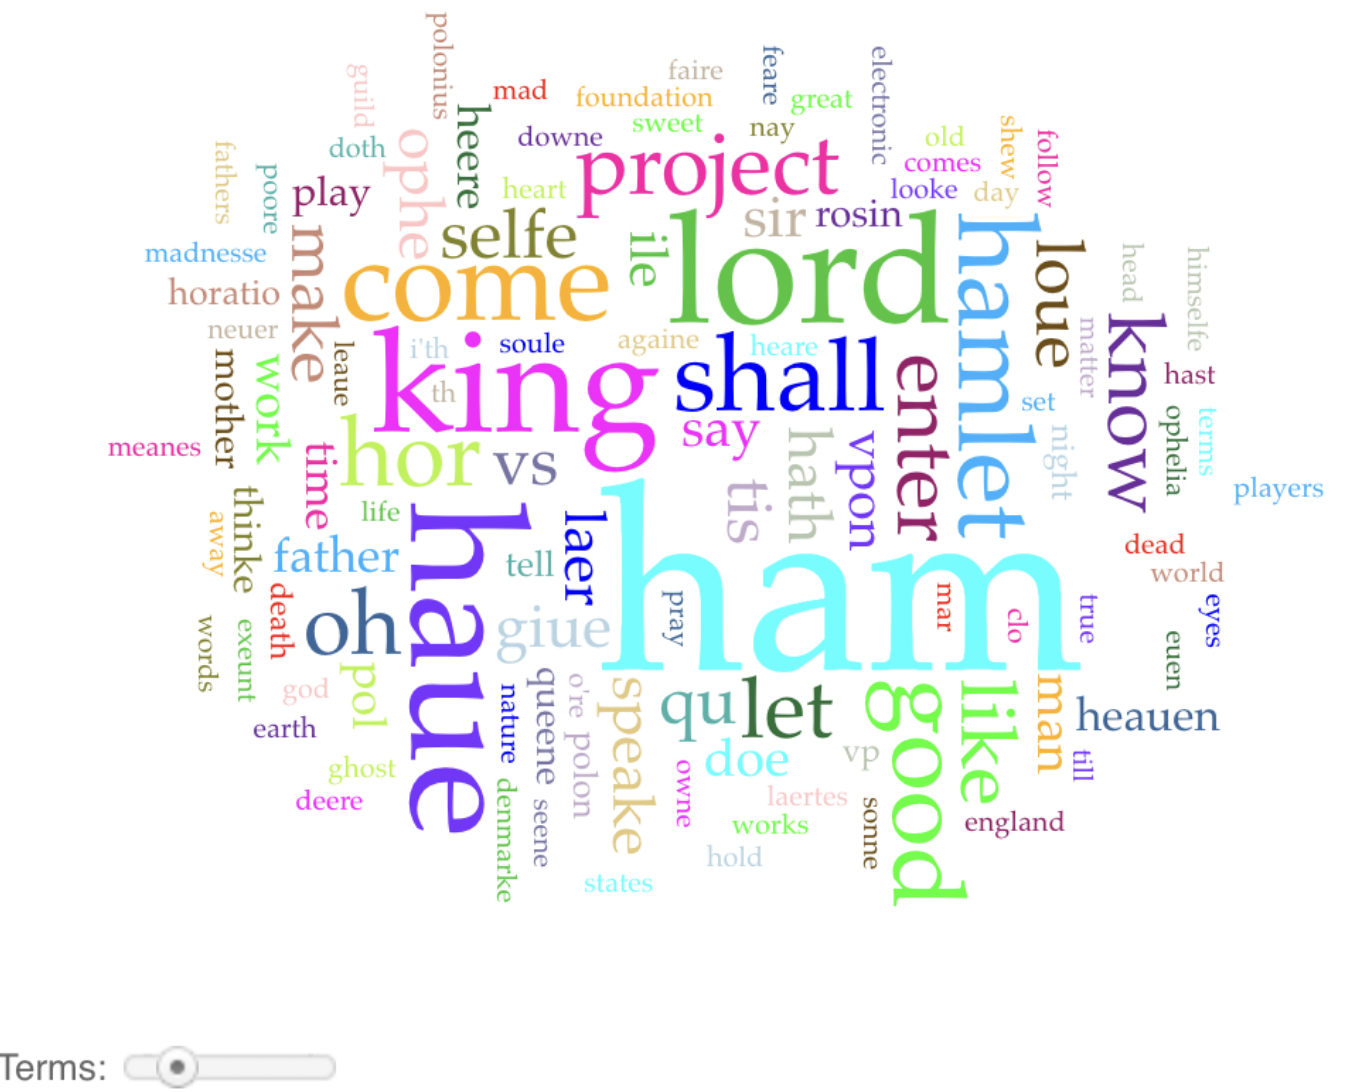 polonius
guild
mad
faire
feare
electronic
foundation
great
heere
sweet
nay
downe
old
shew
follow
doth
ophe
project
comes
fathers
poore
play
heart
looke
day
sir
rosin
selfe
ile
lord
hamlet
loue
make
madnesse
come
head
himselfe
horatio
neuer
leaue
i'th
soule
againe
heare
matter
know
king
shall
enter
hast
mother
work
th
set
say
ophelia
terms
meanes
time
hor
vs
hath
vpon
night
players
tis
thinke
life
away
father
haue
laer
tell
ham
dead
world
death
oh
giue
pray
mar
clo
true
eyes
words
exeunt
euen
god
pol
nature
queene
o're
speake
qu
let
good
like
man
heauen
earth
polon
doe
vp
till
ghost
owne
deere
denmarke
seene
laertes
works
sonne
england
hold
states
Terms: